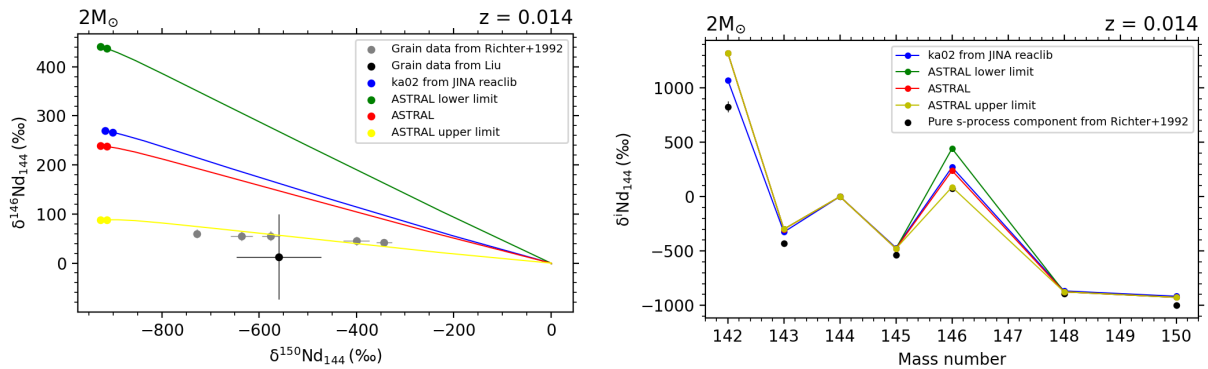 2M⊙ z = 0.014
400
300
200
100
0
δ¹⁴⁶Nd₁₄₄ (‰)
Grain data from Richter+1992
Grain data from Liu
ka02 from JINA reaclib
ASTRAL lower limit
ASTRAL
ASTRAL upper limit
−800 −600 −400 −200 0
δ¹⁵⁰Nd₁₄₄ (‰)
2M⊙ z = 0.014
1000
500
0
−500
−1000
δⁱNd₁₄₄ (‰)
ka02 from JINA reaclib
ASTRAL lower limit
ASTRAL
ASTRAL upper limit
Pure s-process component from Richter+1992
142 143 144 145 146 147 148 149 150
Mass number